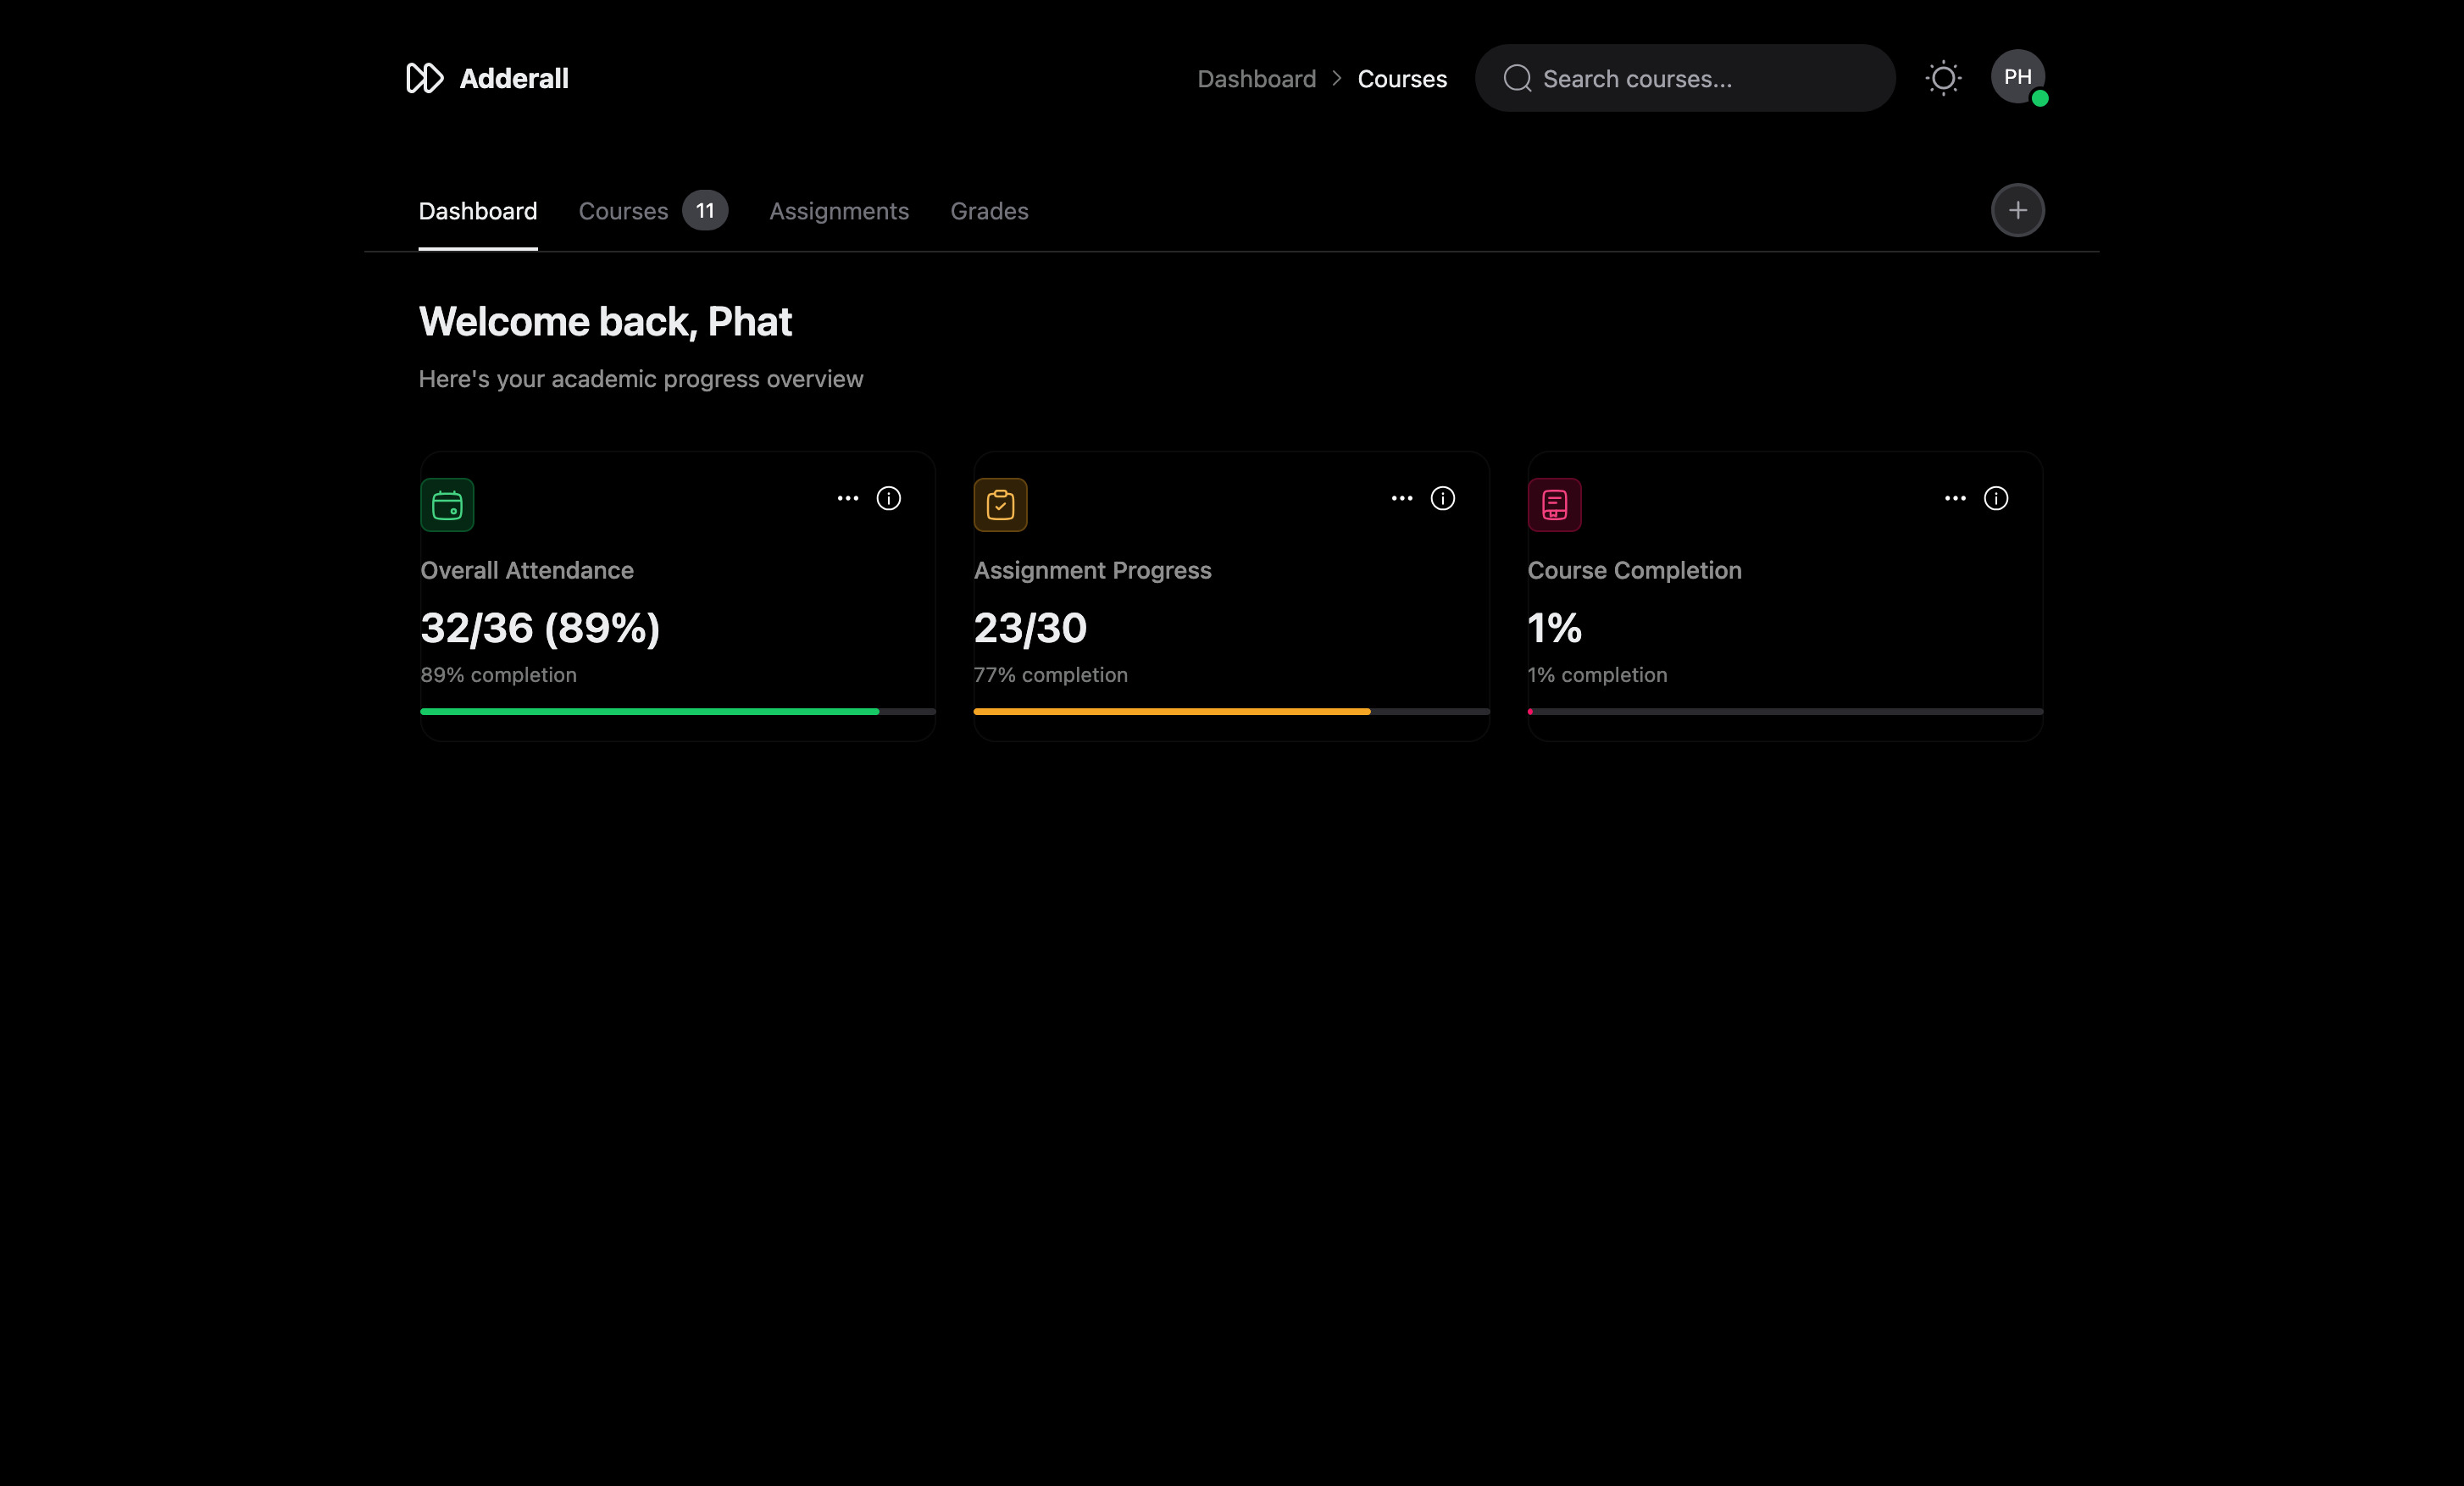 Adderall
Dashboard > Courses
Search courses...
PH
Dashboard
Courses 11
Assignments
Grades
Welcome back, Phat
Here's your academic progress overview
Overall Attendance
32/36 (89%)
89% completion
Assignment Progress
23/30
77% completion
Course Completion
1%
1% completion